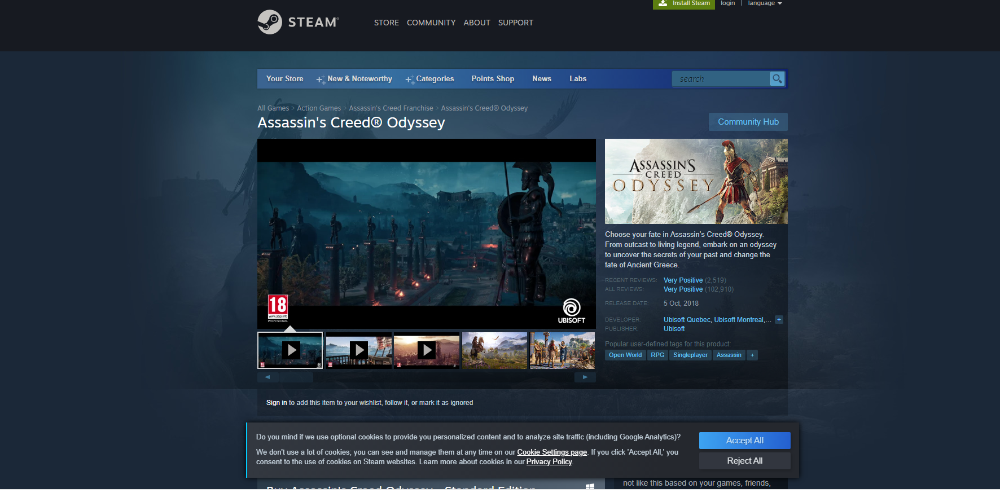 Install Steam login | language
STEAM®
STORE COMMUNITY ABOUT SUPPORT
Your Store New & Noteworthy Categories Points Shop News Labs search
All Games > Action Games > Assassin's Creed Franchise > Assassin's Creed® Odyssey
Assassin's Creed® Odyssey
Community Hub
ASSASSIN'S
CREED
ODYSSEY
18
www.pegi.info
PROVISIONAL
UBISOFT
Choose your fate in Assassin's Creed® Odyssey.
From outcast to living legend, embark on an odyssey
to uncover the secrets of your past and change the
fate of Ancient Greece.
RECENT REVIEWS: Very Positive (2,519)
ALL REVIEWS: Very Positive (102,910)
RELEASE DATE: 5 Oct, 2018
DEVELOPER: Ubisoft Quebec, Ubisoft Montreal,... +
PUBLISHER: Ubisoft
Popular user-defined tags for this product:
Open World RPG Singleplayer Assassin +
18
18
18
Sign in to add this item to your wishlist, follow it, or mark it as ignored
Do you mind if we use optional cookies to provide you personalized content and to analyze site traffic (including Google Analytics)?
We don't use a lot of cookies; you can see and manage them at any time on our Cookie Settings page. If you click 'Accept All,' you
consent to the use of cookies on Steam websites. Learn more about cookies in our Privacy Policy.
Accept All
Reject All
Buy Assassin's Creed Odyssey - Standard Edition
not like this based on your games, friends,